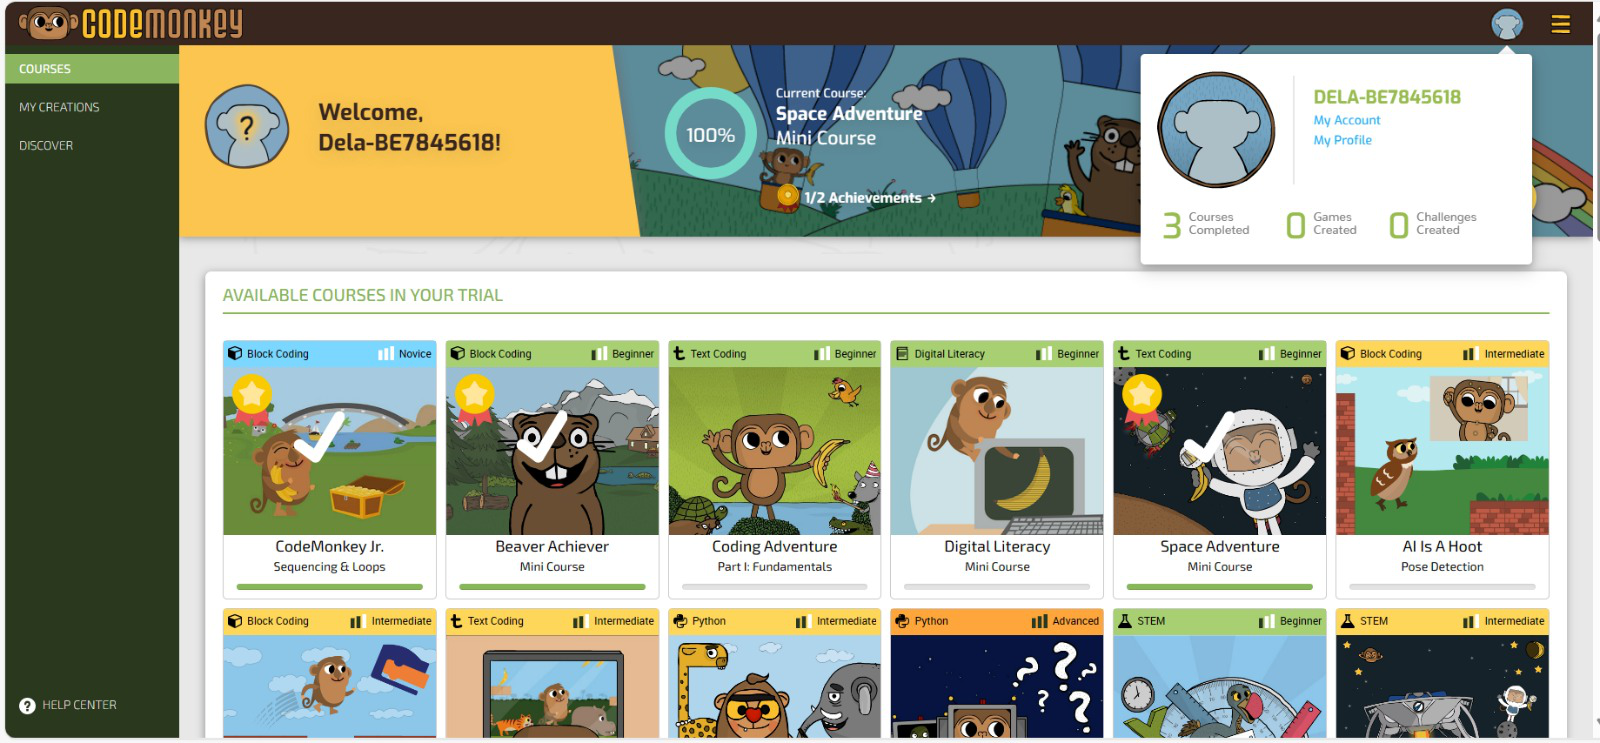 CODEMONKEY
COURSES
MY CREATIONS
DISCOVER
HELP CENTER
?
Welcome,
Dela-BE7845618!
100%
Current Course:
Space Adventure
Mini Course
1/2 Achievements →
DELA-BE7845618
My Account
My Profile
3 Courses Completed
0 Games Created
0 Challenges Created
AVAILABLE COURSES IN YOUR TRIAL
Block Coding Novice
CodeMonkey Jr.
Sequencing & Loops
Block Coding Beginner
Beaver Achiever
Mini Course
Text Coding Beginner
Coding Adventure
Part I: Fundamentals
Digital Literacy Beginner
Digital Literacy
Mini Course
Text Coding Beginner
Space Adventure
Mini Course
Block Coding Intermediate
AI Is A Hoot
Pose Detection
Block Coding Intermediate
Text Coding Intermediate
Python Intermediate
Python Advanced
? ? ? ?
STEM Beginner
STEM Intermediate